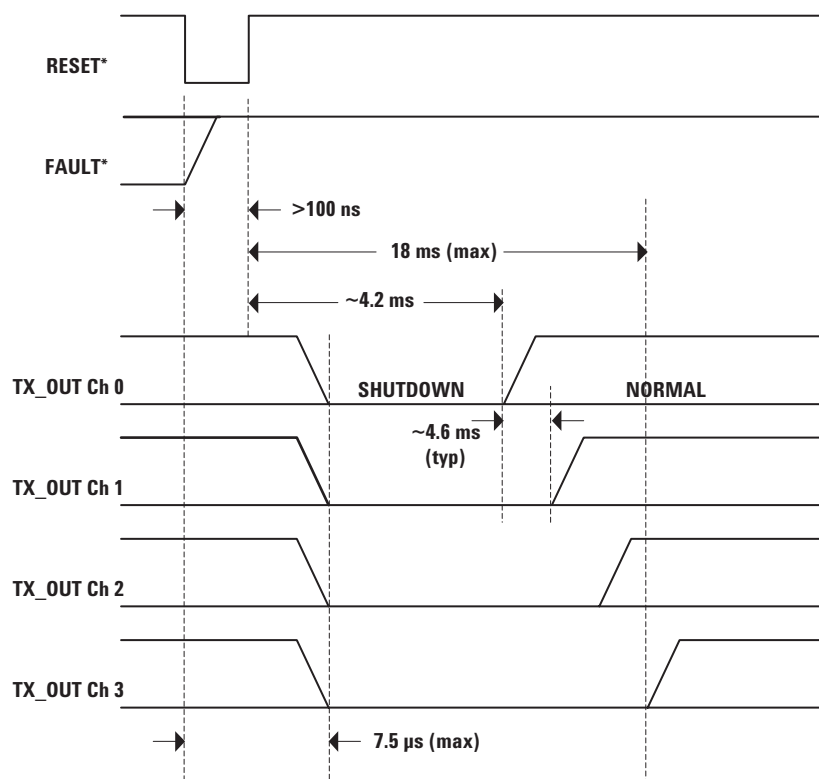 RESET*
FAULT*
>100 ns
18 ms (max)
~4.2 ms
TX_OUT Ch 0
SHUTDOWN
NORMAL
~4.6 ms
(typ)
TX_OUT Ch 1
TX_OUT Ch 2
TX_OUT Ch 3
7.5 µs (max)